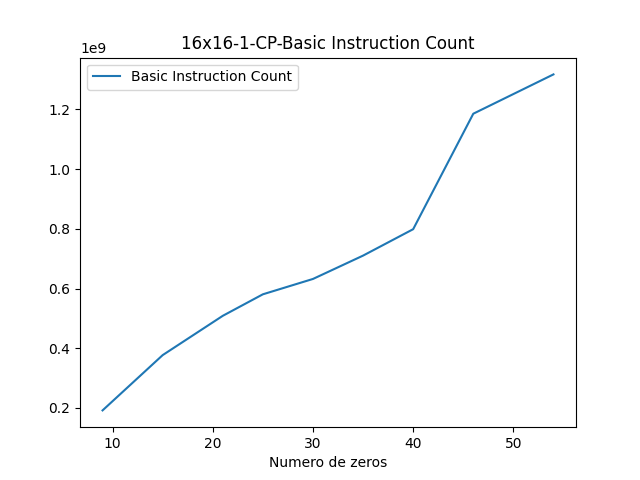 16x16-1-CP-Basic Instruction Count
1e9
Basic Instruction Count
1.2
1.0
0.8
0.6
0.4
0.2
10 20 30 40 50
Numero de zeros